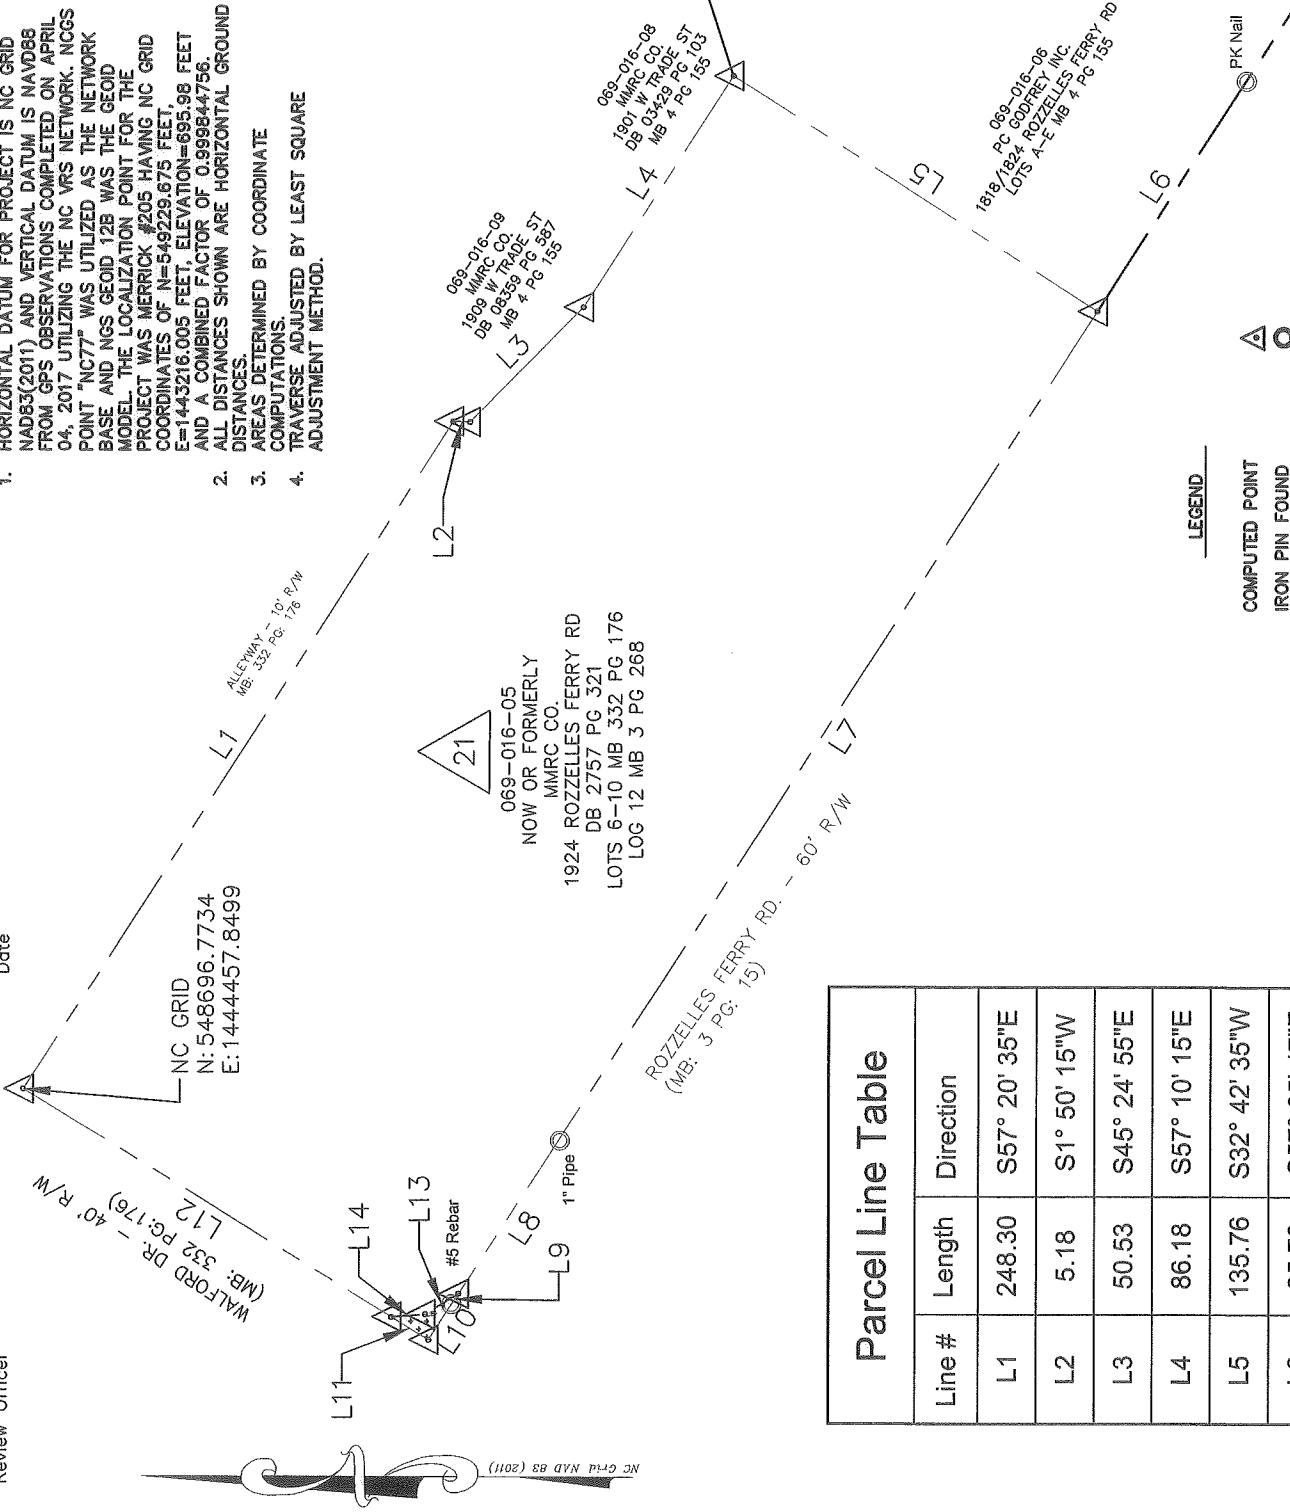 Review Officer
Date
1. HORIZONTAL DATUM FOR PROJECT IS NC GRID
NAD83(2011) AND VERTICAL DATUM IS NAVD88
FROM GPS OBSERVATIONS COMPLETED ON APRIL
04, 2017 UTILIZING THE NC VRS NETWORK. NCGS
POINT "NC77" WAS UTILIZED AS THE NETWORK
BASE AND NGS GEOID 12B WAS THE GEOID
MODEL. THE LOCALIZATION POINT FOR THE
PROJECT WAS MERRICK #205 HAVING NC GRID
COORDINATES OF N=549229.675 FEET,
E=1443216.005 FEET, ELEVATION=695.98 FEET
AND A COMBINED FACTOR OF 0.999844756.
2. ALL DISTANCES SHOWN ARE HORIZONTAL GROUND
DISTANCES.
3. AREAS DETERMINED BY COORDINATE
COMPUTATIONS.
4. TRAVERSE ADJUSTED BY LEAST SQUARE
ADJUSTMENT METHOD.
NC GRID
N: 548696.7734
E: 1444457.8499
WALFORD DR. - 40' R/W
(MB: 332 PG:176)
L12
L1
ALLEYWAY - 10' R/W
MB: 332 PG: 176
L2
L3
069-016-09
MMRC CO.
1909 W TRADE ST
DB 08359 PG 587
MB 4 PG 155
L4
069-016-08
MMRC CO.
1901 W TRADE ST
DB 03429 PG 103
MB 4 PG 155
L5
069-016-06
PC GODFREY INC.
1818/1824 ROZZELLES FERRY RD
LOTS A-E MB 4 PG 155
PK Nail
L6
L7
21
069-016-05
NOW OR FORMERLY
MMRC CO.
1924 ROZZELLES FERRY RD
DB 2757 PG 321
LOTS 6-10 MB 332 PG 176
LOG 12 MB 3 PG 268
L14
L13
#5 Rebar
L11
L10
L9
L8
1" Pipe
ROZZELLES FERRY RD. - 60' R/W
(MB: 3 PG: 15)
NC Grid NAD 83 (2011)
LEGEND
COMPUTED POINT
IRON PIN FOUND
Parcel Line Table
Line # Length Direction
L1 248.30 S57° 20' 35"E
L2 5.18 S1° 50' 15"W
L3 50.53 S45° 24' 55"E
L4 86.18 S57° 10' 15"E
L5 135.76 S32° 42' 35"W